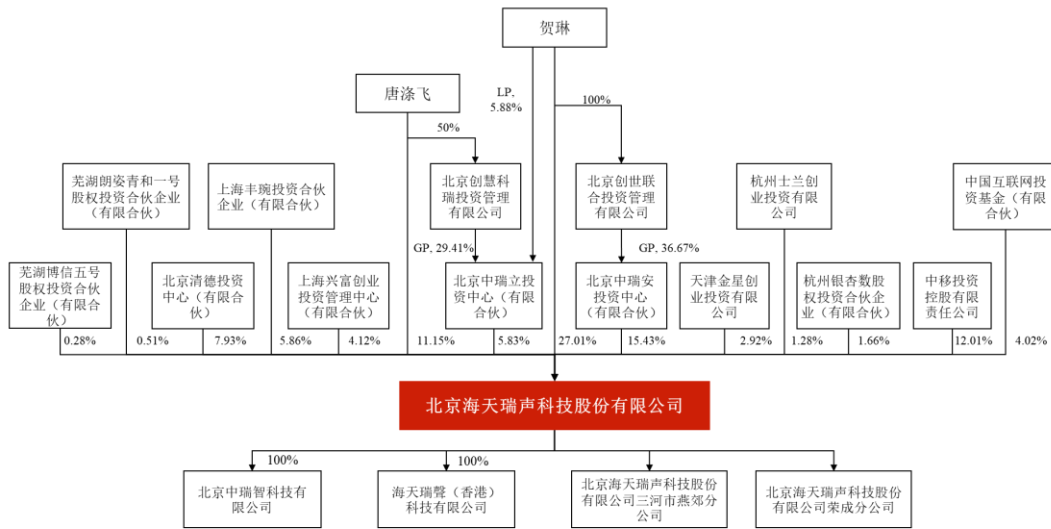 贺琳
唐涤飞
LP,
5.88%
100%
50%
芜湖朗姿青和一号
股权投资合伙企业
（有限合伙）
上海丰琬投资合伙
企业（有限合伙）
北京创慧科
瑞投资管理
有限公司
北京创世联
合投资管理
有限公司
杭州士兰创
业投资有限
公司
中国互联网投
资基金（有限
合伙）
GP, 29.41%
GP, 36.67%
芜湖博信五号
股权投资合伙
企业（有限合
伙）
北京清德投资
中心（有限合
伙）
上海兴富创业
投资管理中心
（有限合伙）
北京中瑞立投
资中心（有限
合伙）
北京中瑞安
投资中心
（有限合伙）
天津金星创
业投资有限
公司
杭州银杏数股
权投资合伙企
业（有限合伙）
中移投资
控股有限
责任公司
0.28%
0.51%
7.93%
5.86%
4.12%
11.15%
5.83%
27.01%
15.43%
2.92%
1.28%
1.66%
12.01%
4.02%
北京海天瑞声科技股份有限公司
100%
100%
北京中瑞智科技有
限公司
海天瑞聲（香港）
科技有限公司
北京海天瑞声科技股份
有限公司三河市燕郊分
公司
北京海天瑞声科技股份
有限公司荣成分公司